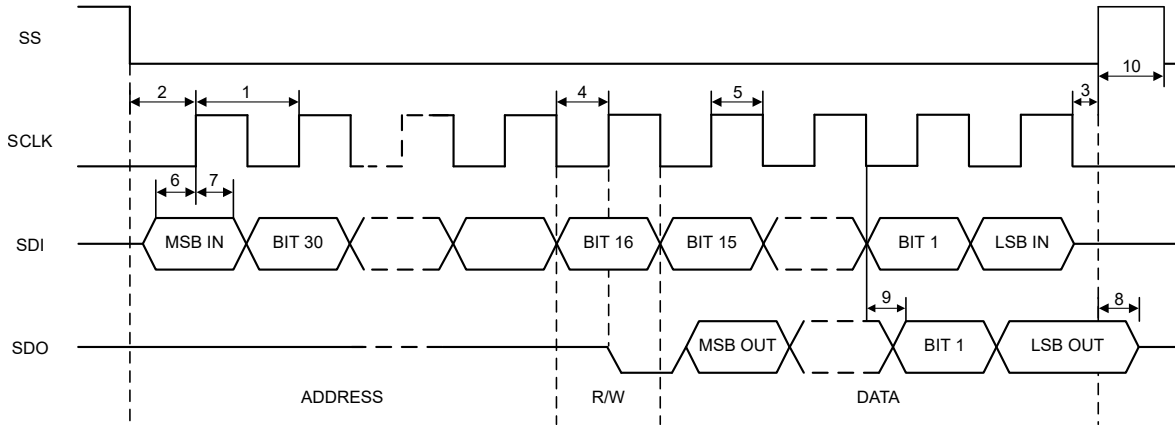 SS
10
2
1
4
5
3
SCLK
6
7
SDI
MSB IN
BIT 30
BIT 16
BIT 15
BIT 1
LSB IN
9
8
SDO
MSB OUT
BIT 1
LSB OUT
ADDRESS
R/W
DATA